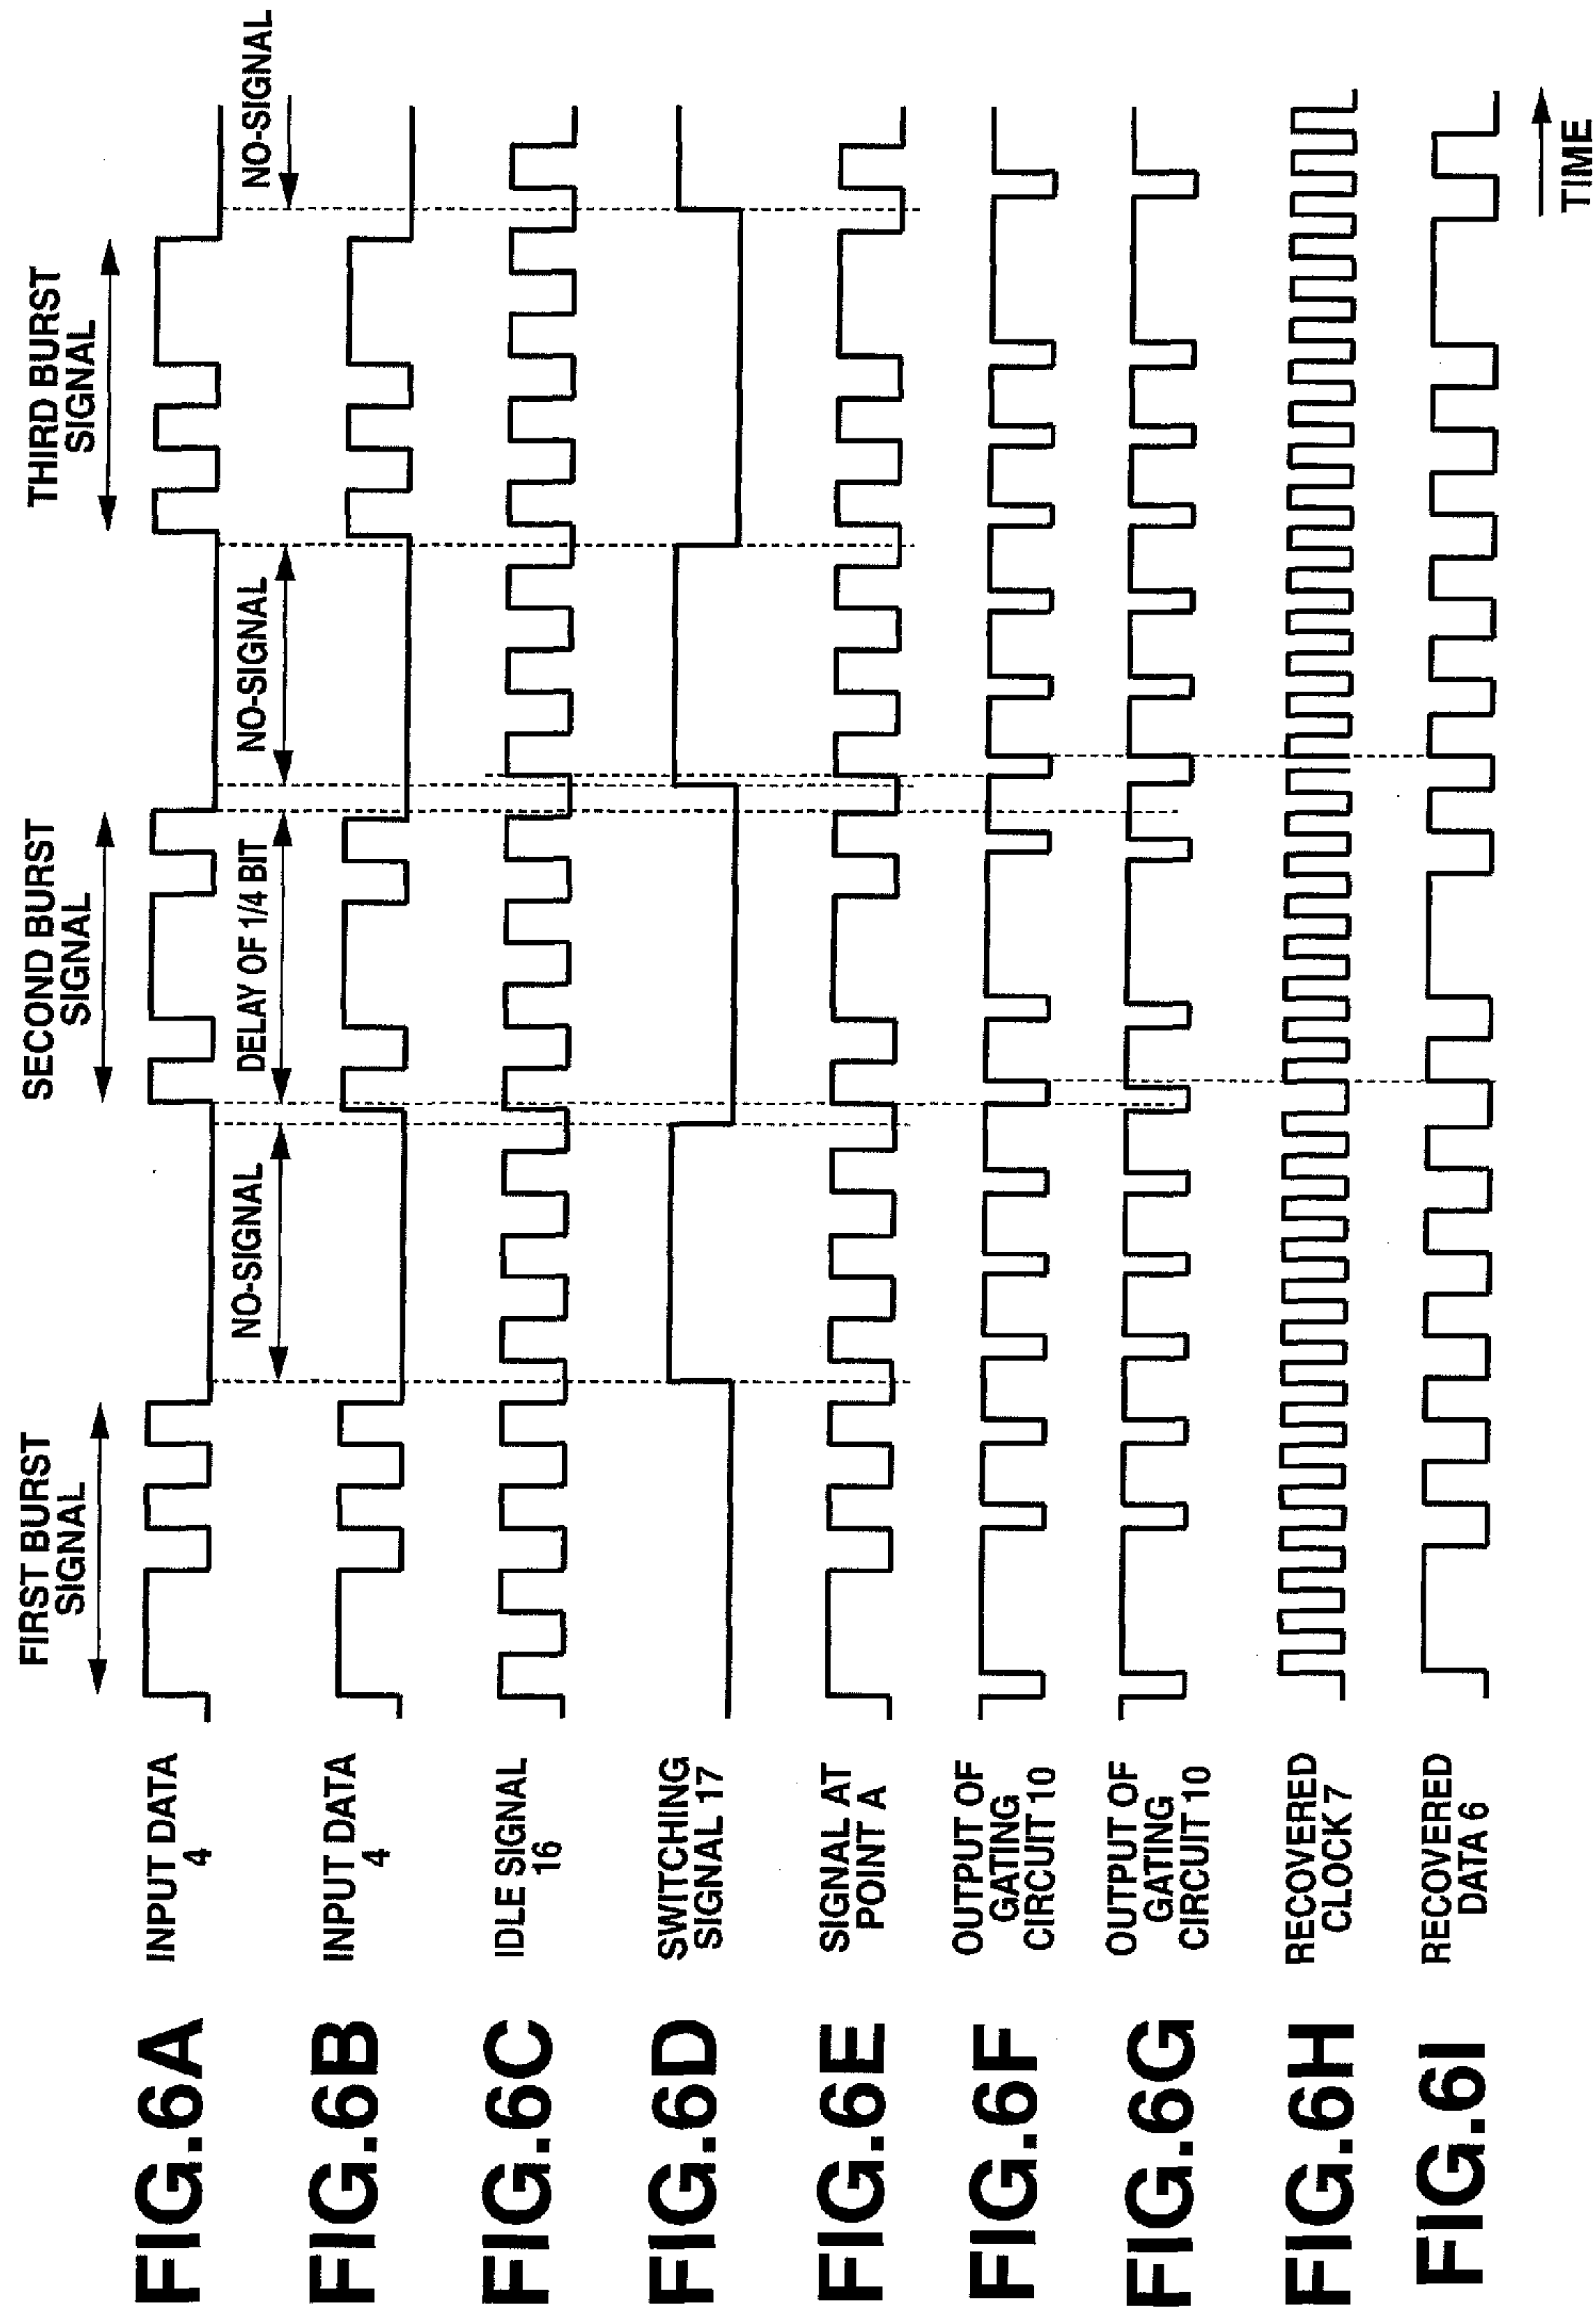 FIRST BURST
SIGNAL
SECOND BURST
SIGNAL
THIRD BURST
SIGNAL
FIG.6A
INPUT DATA
4
NO-SIGNAL
DELAY OF 1/4 BIT
NO-SIGNAL
NO-SIGNAL
FIG.6B
INPUT DATA
4
FIG.6C
IDLE SIGNAL
16
FIG.6D
SWITCHING
SIGNAL 17
FIG.6E
SIGNAL AT
POINT A
FIG.6F
OUTPUT OF
GATING
CIRCUIT 10
FIG.6G
OUTPUT OF
GATING
CIRCUIT 10
FIG.6H
RECOVERED
CLOCK 7
FIG.6I
RECOVERED
DATA 6
TIME